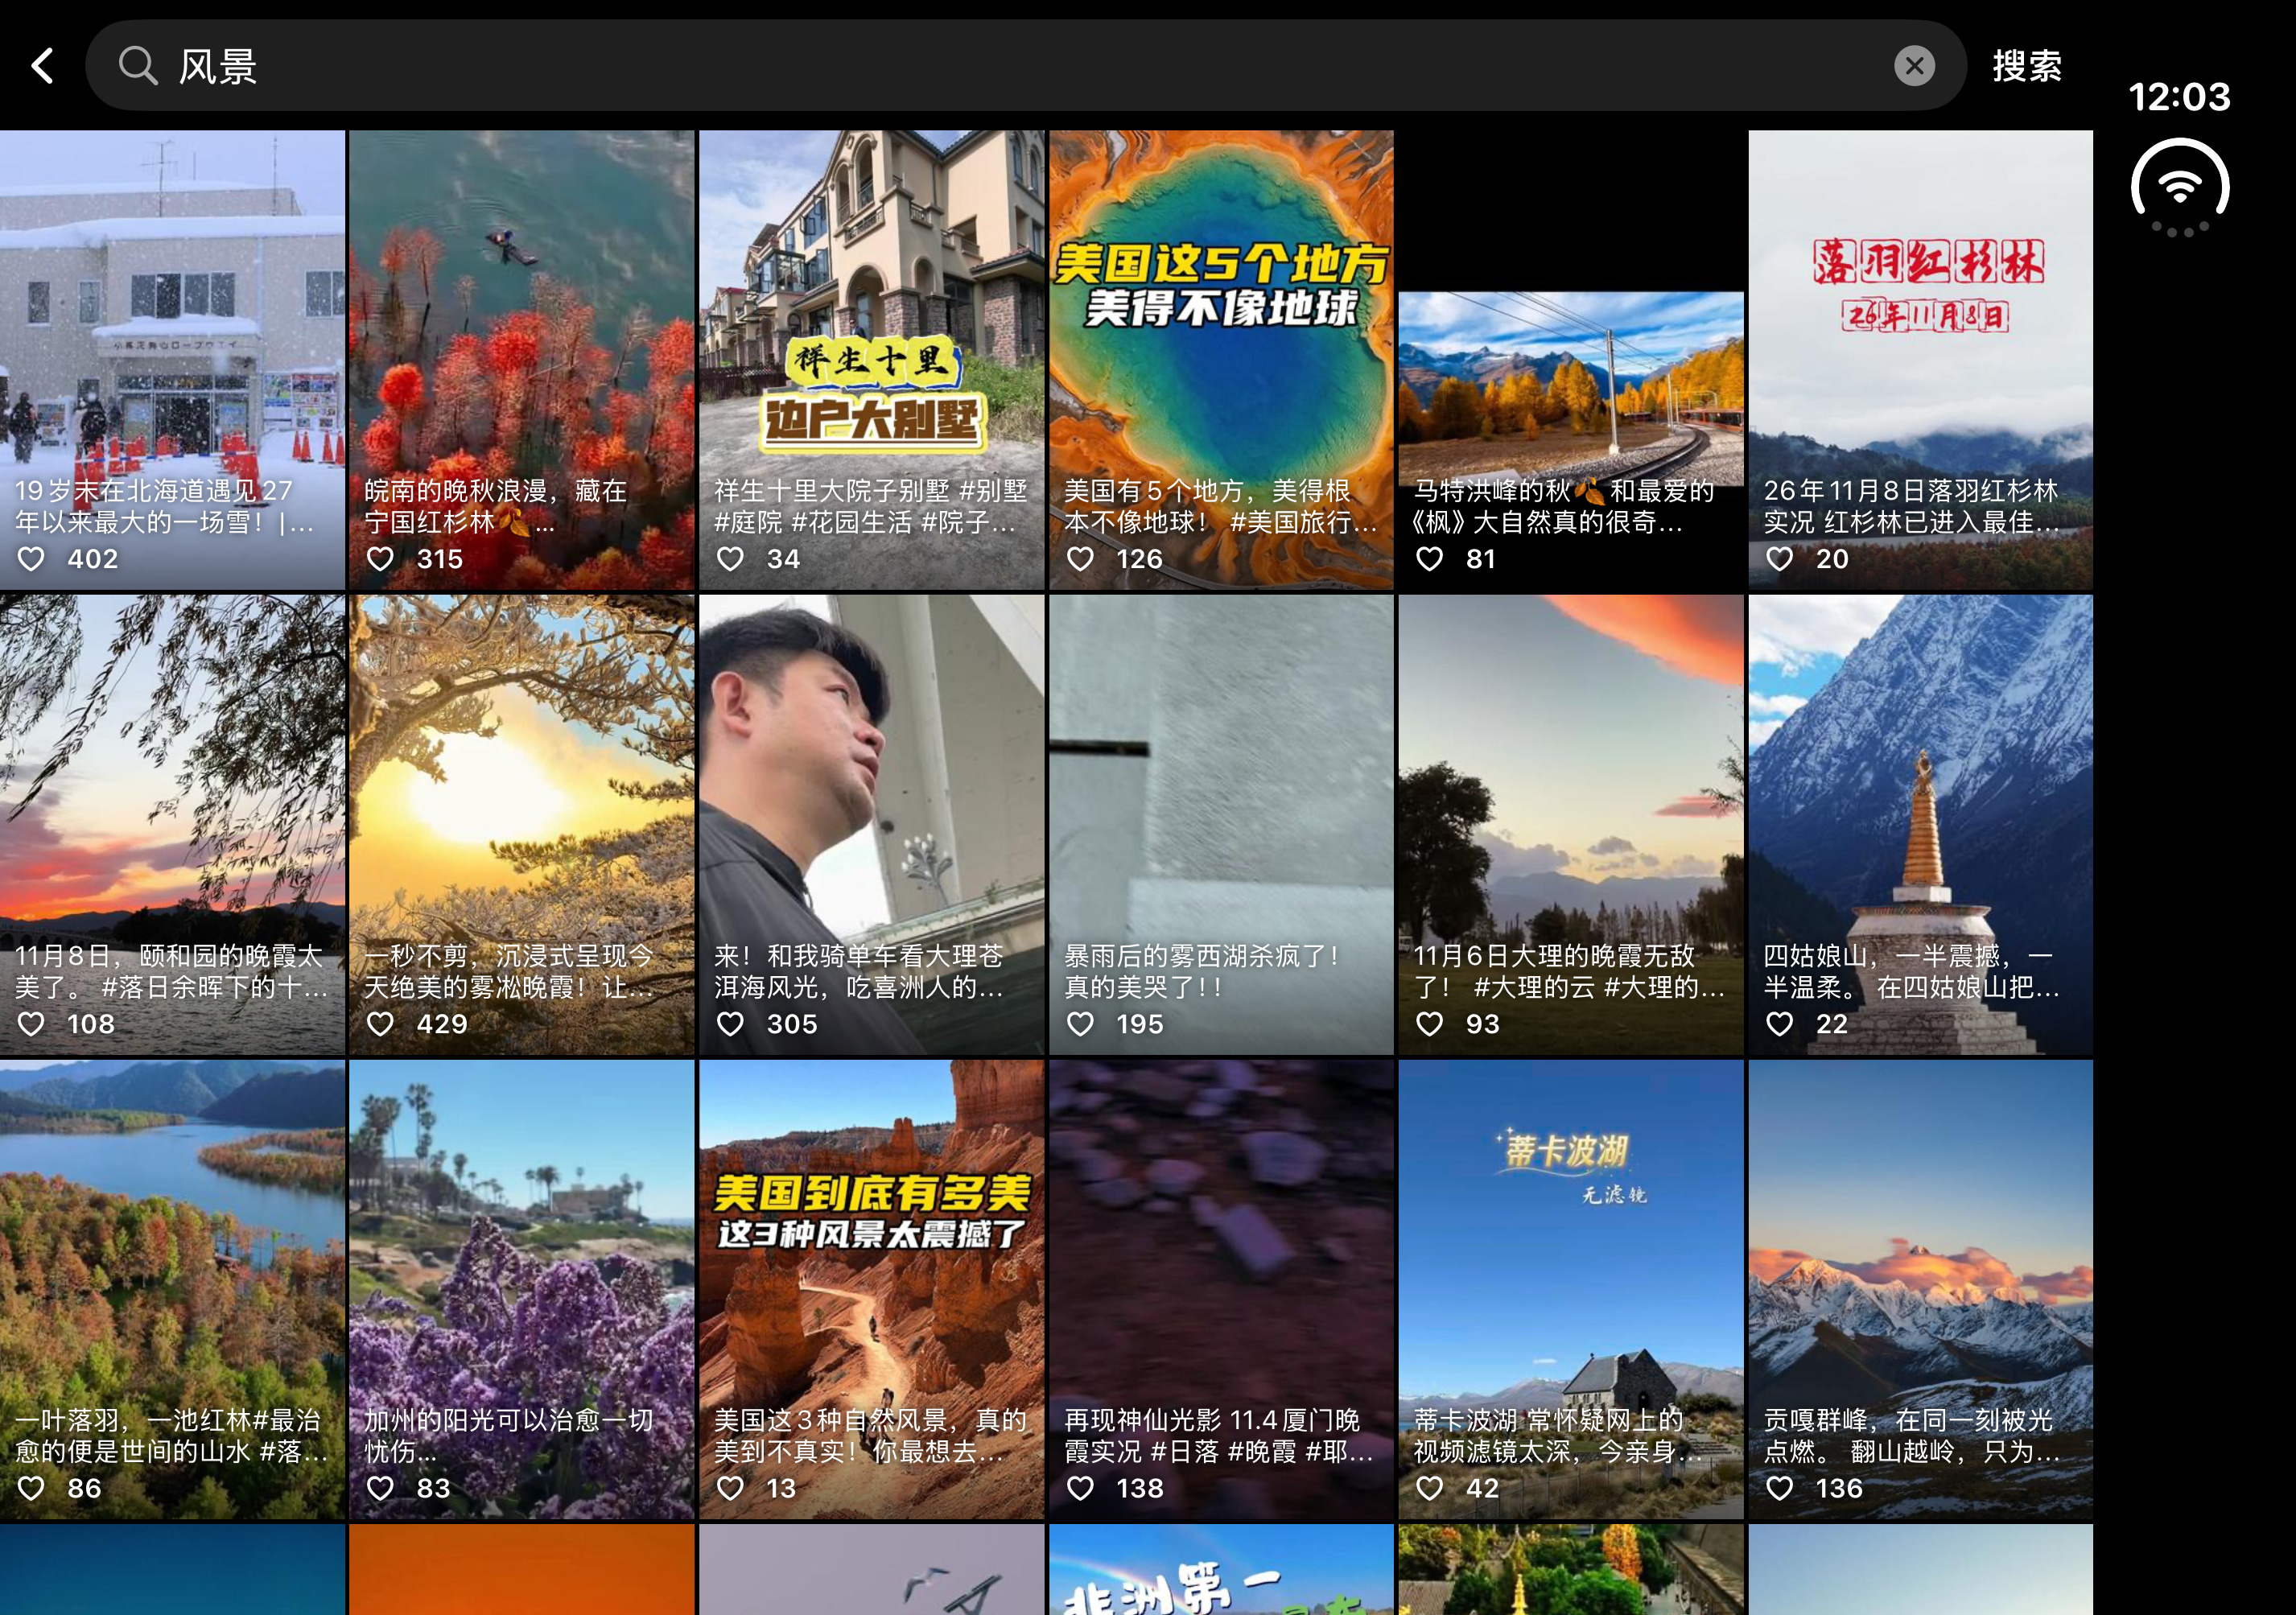 风景
搜索
12:03
19岁末在北海道遇见27
年以来最大的一场雪！|...
402
皖南的晚秋浪漫，藏在
宁国红杉林🍂...
315
祥生十里
边户大别墅
祥生十里大院子别墅 #别墅
#庭院 #花园生活 #院子...
34
美国这5个地方
美得不像地球
美国有5个地方，美得根
本不像地球！ #美国旅行...
126
马特洪峰的秋🍂和最爱的
《枫》大自然真的很奇...
81
落羽红杉林
26年11月8日
26年11月8日落羽红杉林
实况 红杉林已进入最佳...
20
11月8日，颐和园的晚霞太
美了。 #落日余晖下的十...
108
一秒不剪，沉浸式呈现今
天绝美的雾凇晚霞！让...
429
来！和我骑单车看大理苍
洱海风光，吃喜洲人的...
305
暴雨后的雾西湖杀疯了！
真的美哭了！！
195
11月6日大理的晚霞无敌
了！ #大理的云 #大理的...
93
四姑娘山，一半震撼，一
半温柔。 在四姑娘山把...
22
一叶落羽，一池红林#最治
愈的便是世间的山水 #落...
86
加州的阳光可以治愈一切
忧伤...
83
美国到底有多美
这3种风景太震撼了
美国这3种自然风景，真的
美到不真实！你最想去...
13
再现神仙光影 11.4厦门晚
霞实况 #日落 #晚霞 #耶...
138
蒂卡波湖
无滤镜
蒂卡波湖 常怀疑网上的
视频滤镜太深，今亲身...
42
贡嘎群峰，在同一刻被光
点燃。 翻山越岭，只为...
136
非洲第一